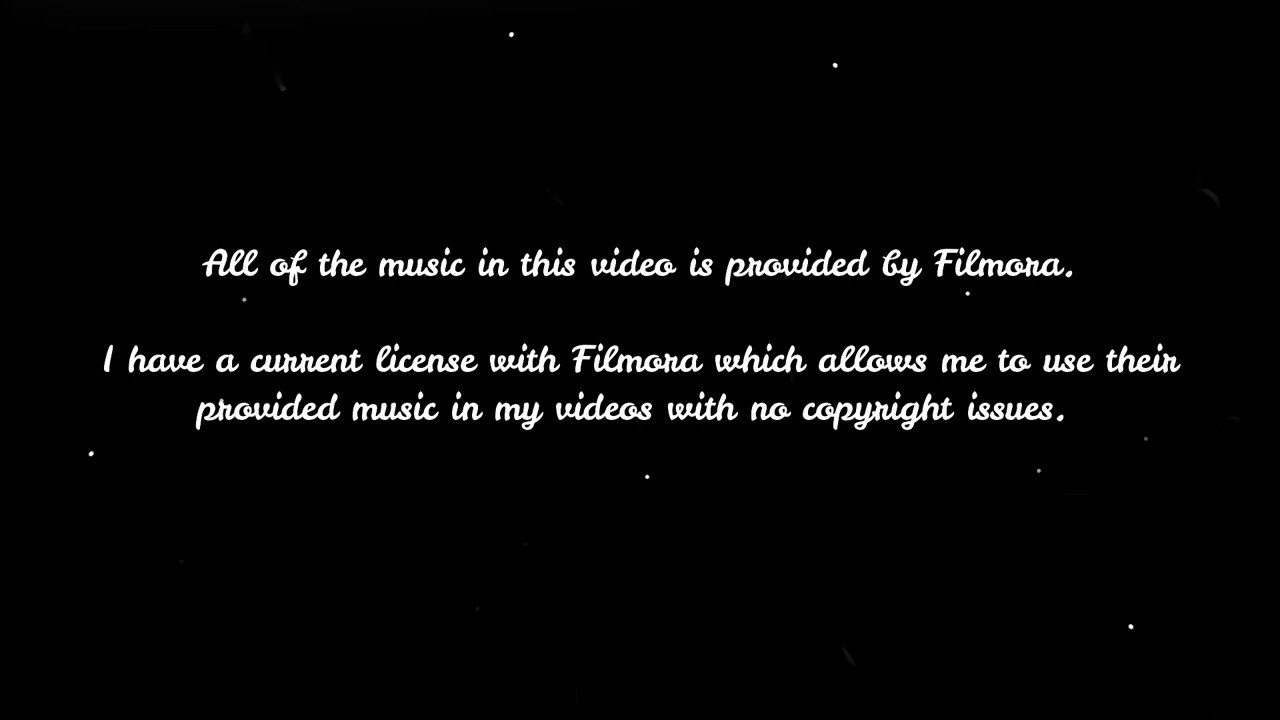 All of the music in this video is provided by Filmora.
I have a current license with Filmora which allows me to use their
provided music in my videos with no copyright issues.